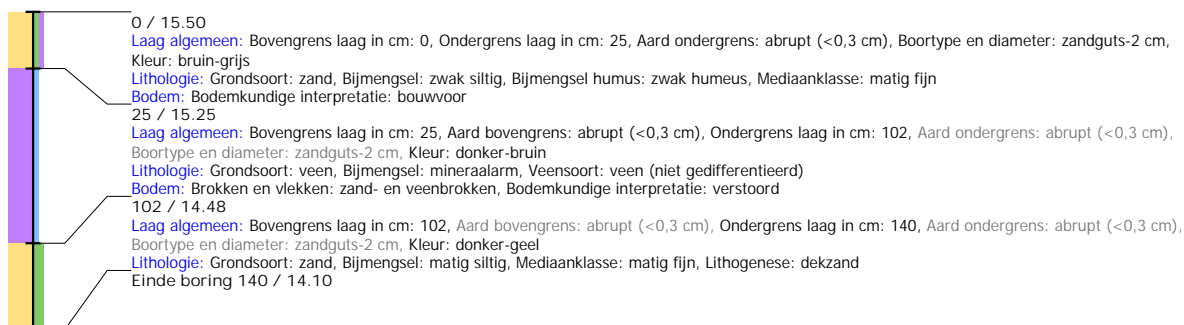 0 / 15.50
Laag algemeen: Bovengrens laag in cm: 0, Ondergrens laag in cm: 25, Aard ondergrens: abrupt (<0,3 cm), Boortype en diameter: zandguts-2 cm,
Kleur: bruin-grijs
Lithologie: Grondsoort: zand, Bijmengsel: zwak siltig, Bijmengsel humus: zwak humeus, Mediaanklasse: matig fijn
Bodem: Bodemkundige interpretatie: bouwvoor
25 / 15.25
Laag algemeen: Bovengrens laag in cm: 25, Aard bovengrens: abrupt (<0,3 cm), Ondergrens laag in cm: 102, Aard ondergrens: abrupt (<0,3 cm),
Boortype en diameter: zandguts-2 cm, Kleur: donker-bruin
Lithologie: Grondsoort: veen, Bijmengsel: mineraalarm, Veensoort: veen (niet gedifferentieerd)
Bodem: Brokken en vlekken: zand- en veenbrokken, Bodemkundige interpretatie: verstoord
102 / 14.48
Laag algemeen: Bovengrens laag in cm: 102, Aard bovengrens: abrupt (<0,3 cm), Ondergrens laag in cm: 140, Aard ondergrens: abrupt (<0,3 cm),
Boortype en diameter: zandguts-2 cm, Kleur: donker-geel
Lithologie: Grondsoort: zand, Bijmengsel: matig siltig, Mediaanklasse: matig fijn, Lithogenese: dekzand
Einde boring 140 / 14.10